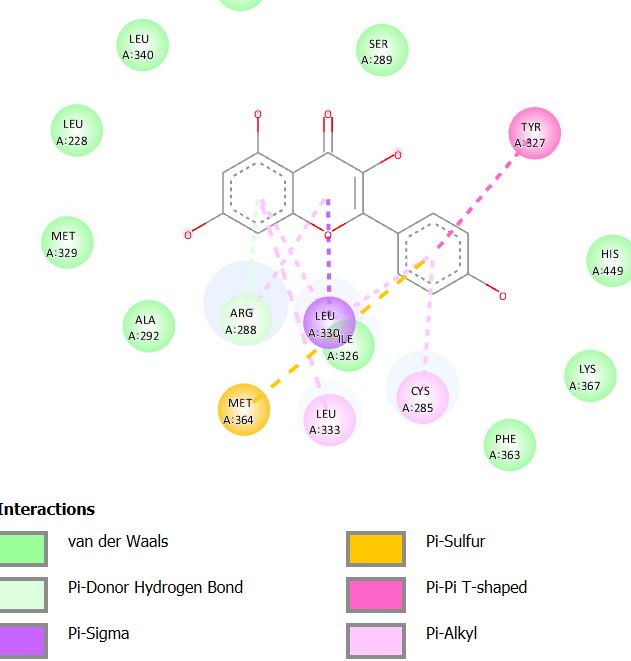 LEU
A:340
SER
A:289
LEU
A:228
O
O
TYR
A:327
O
MET
A:329
O
O
HIS
A:449
O
ALA
A:292
ARG
A:288
LEU
A:330
ILE
A:326
LYS
A:367
MET
A:364
LEU
A:333
CYS
A:285
PHE
A:363
Interactions
van der Waals
Pi-Sulfur
Pi-Donor Hydrogen Bond
Pi-Pi T-shaped
Pi-Sigma
Pi-Alkyl